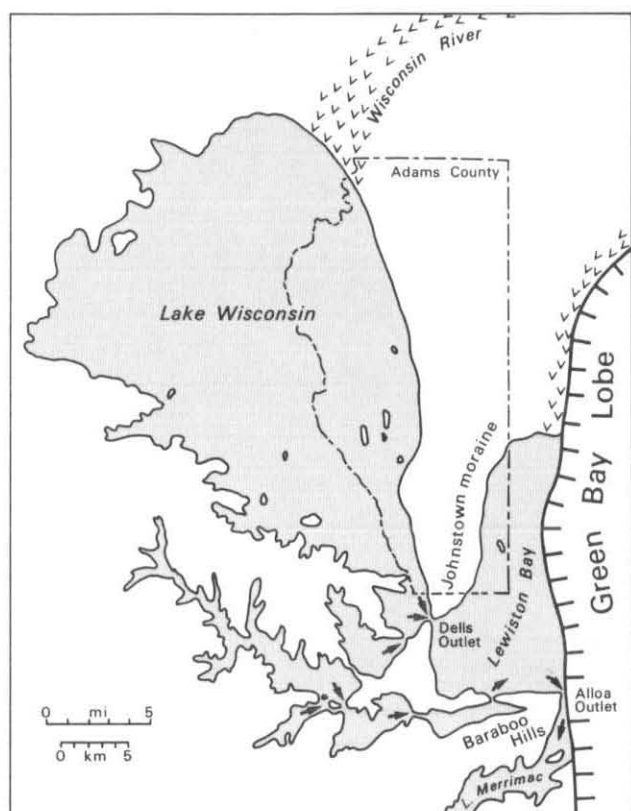 Wisconsin River
Adams County
Lake Wisconsin
Green Bay Lobe
Johnstown moraine
Lewiston Bay
Dells
Outlet
Alloa
Outlet
0 mi 5
0 km 5
Baraboo
Hills
L. Merrimac